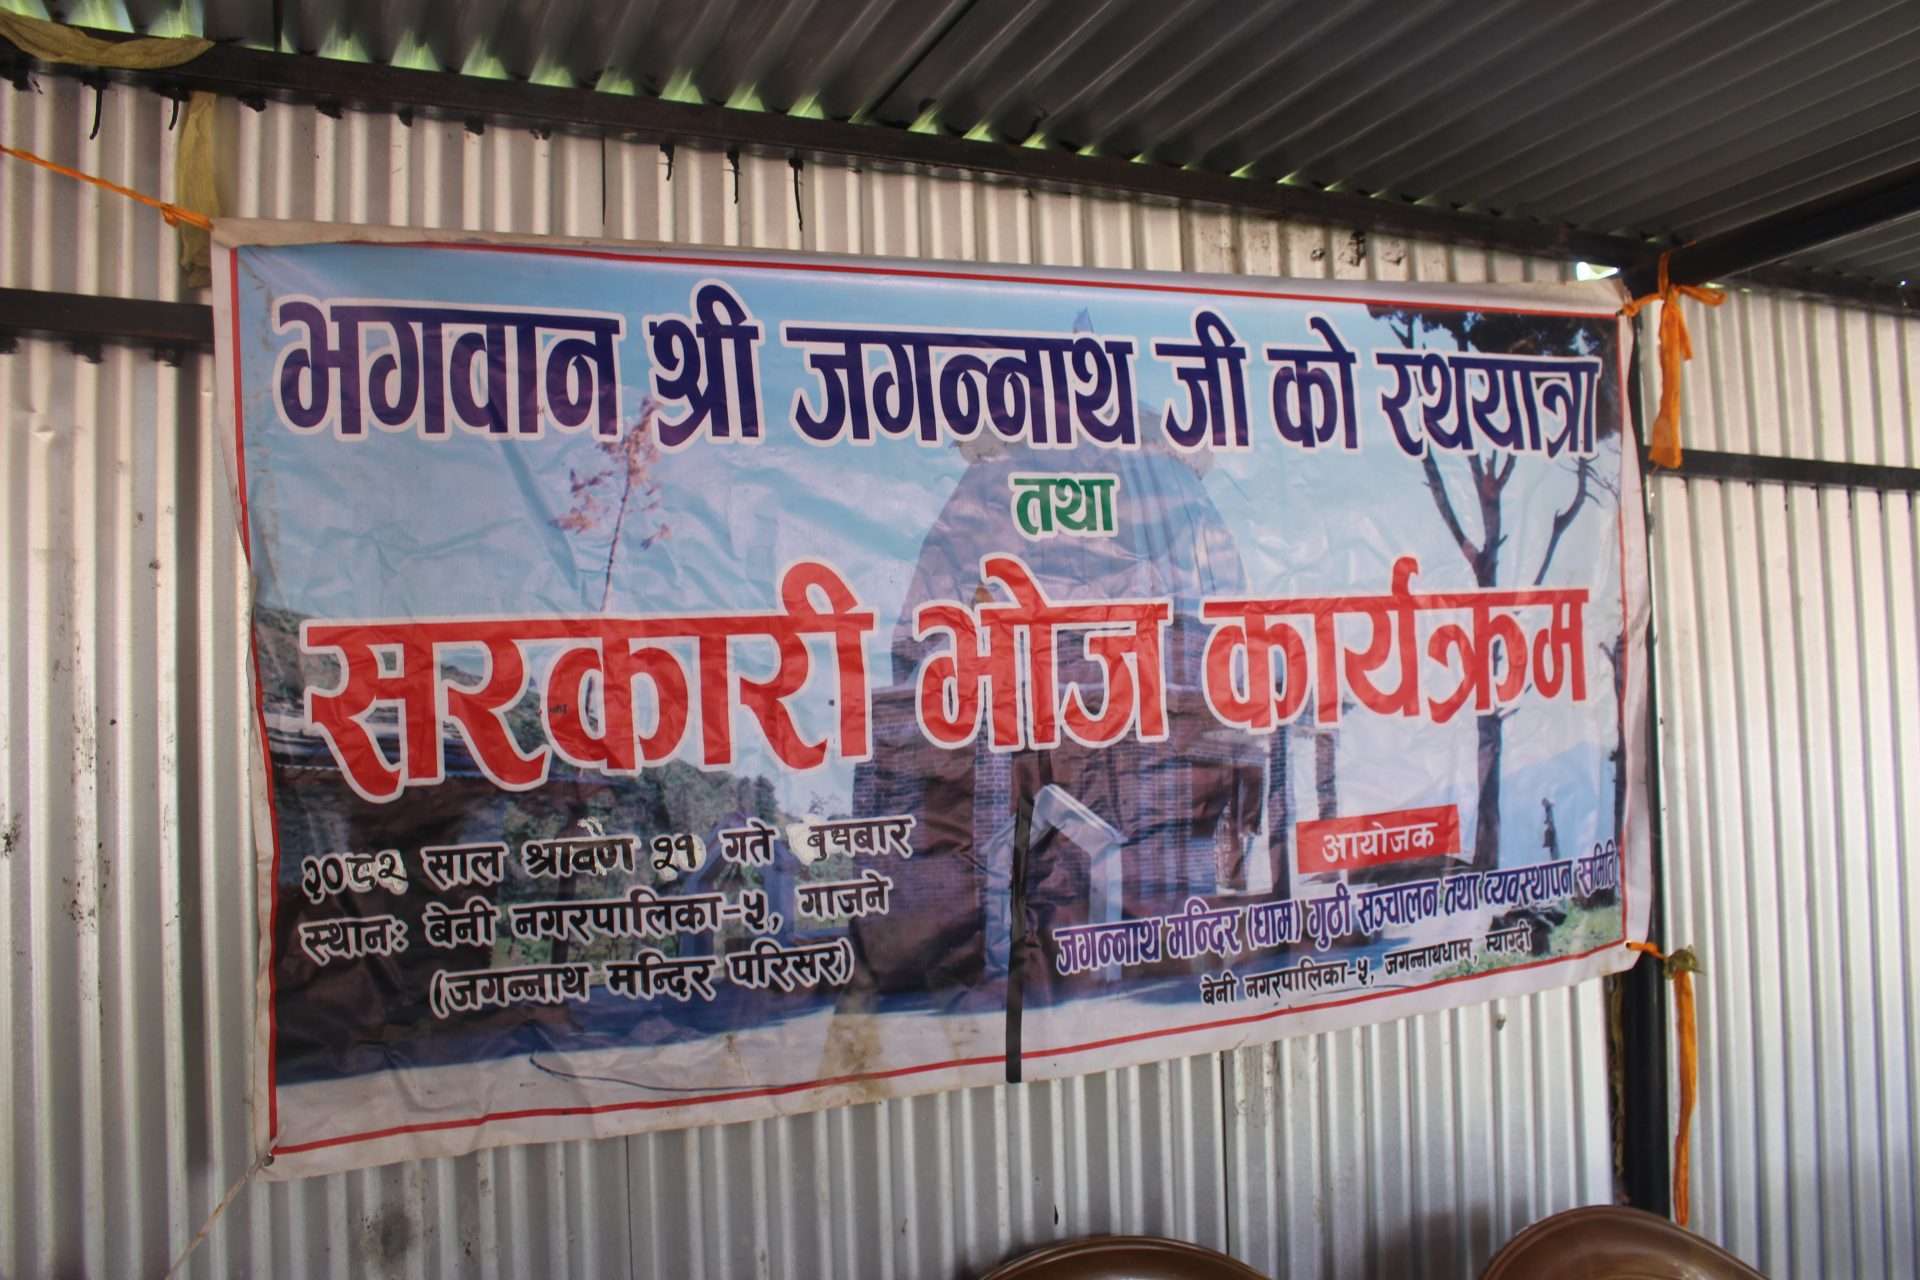 भगवान श्री जगन्नाथ जी को रथयात्रा
तथा
सरकारी भोज कार्यक्रम
२०८२ साल श्रावण २१ गते बुधबार
स्थानः बेनी नगरपालिका-५, गाजने
(जगन्नाथ मन्दिर परिसर)
आयोजक
जगन्नाथ मन्दिर (धाम) गुठी सञ्चालन तथा व्यवस्थापन समिति
बेनी नगरपालिका-५, जगन्नाथधाम, म्याग्दी